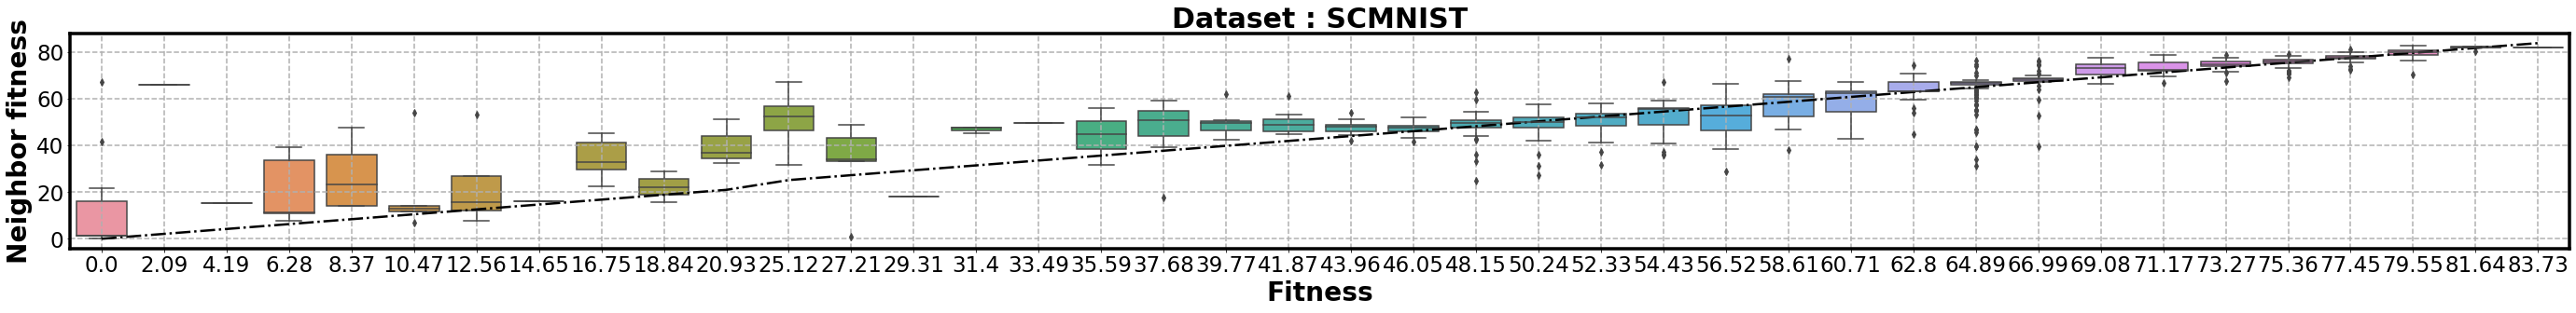 Dataset : SCMNIST
Neighbor fitness
80
60
40
20
0
0.0 2.09 4.19 6.28 8.37 10.47 12.56 14.65 16.75 18.84 20.93 25.12 27.21 29.31 31.4 33.49 35.59 37.68 39.77 41.87 43.96 46.05 48.15 50.24 52.33 54.43 56.52 58.61 60.71 62.8 64.89 66.99 69.08 71.17 73.27 75.36 77.45 79.55 81.64 83.73
Fitness